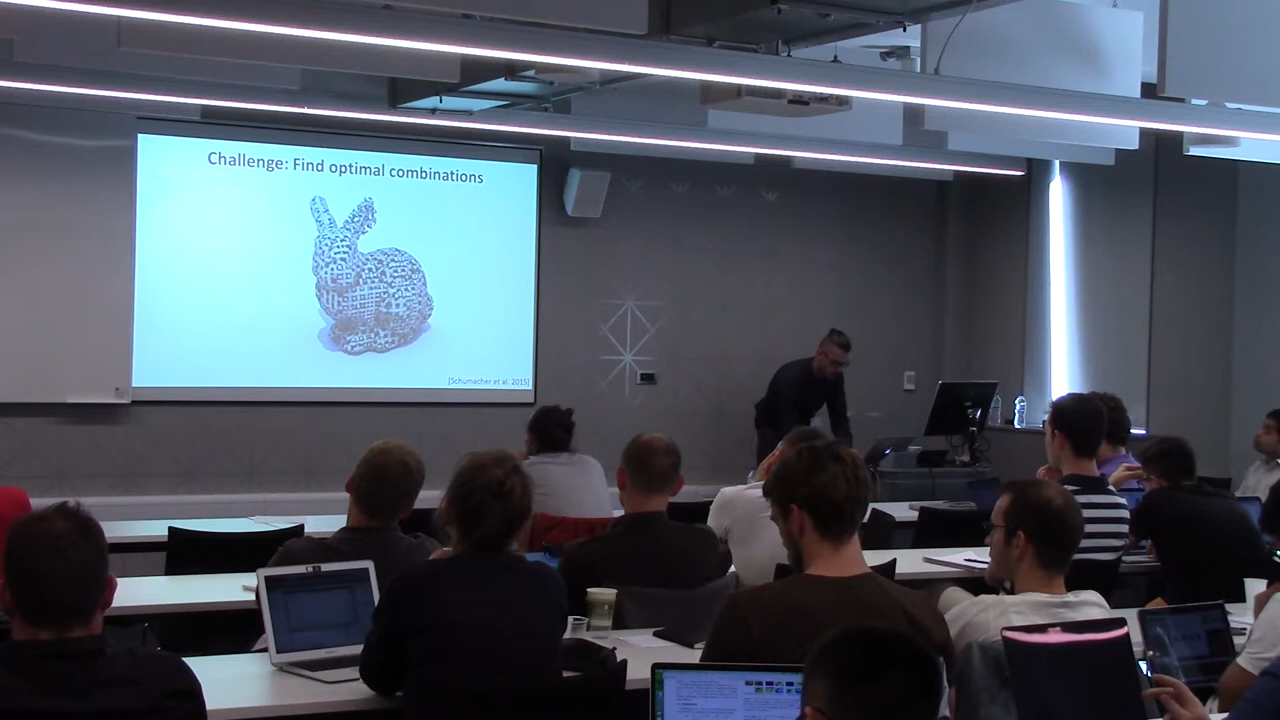 Challenge: Find optimal combinations
[Schumacher et al. 2015]